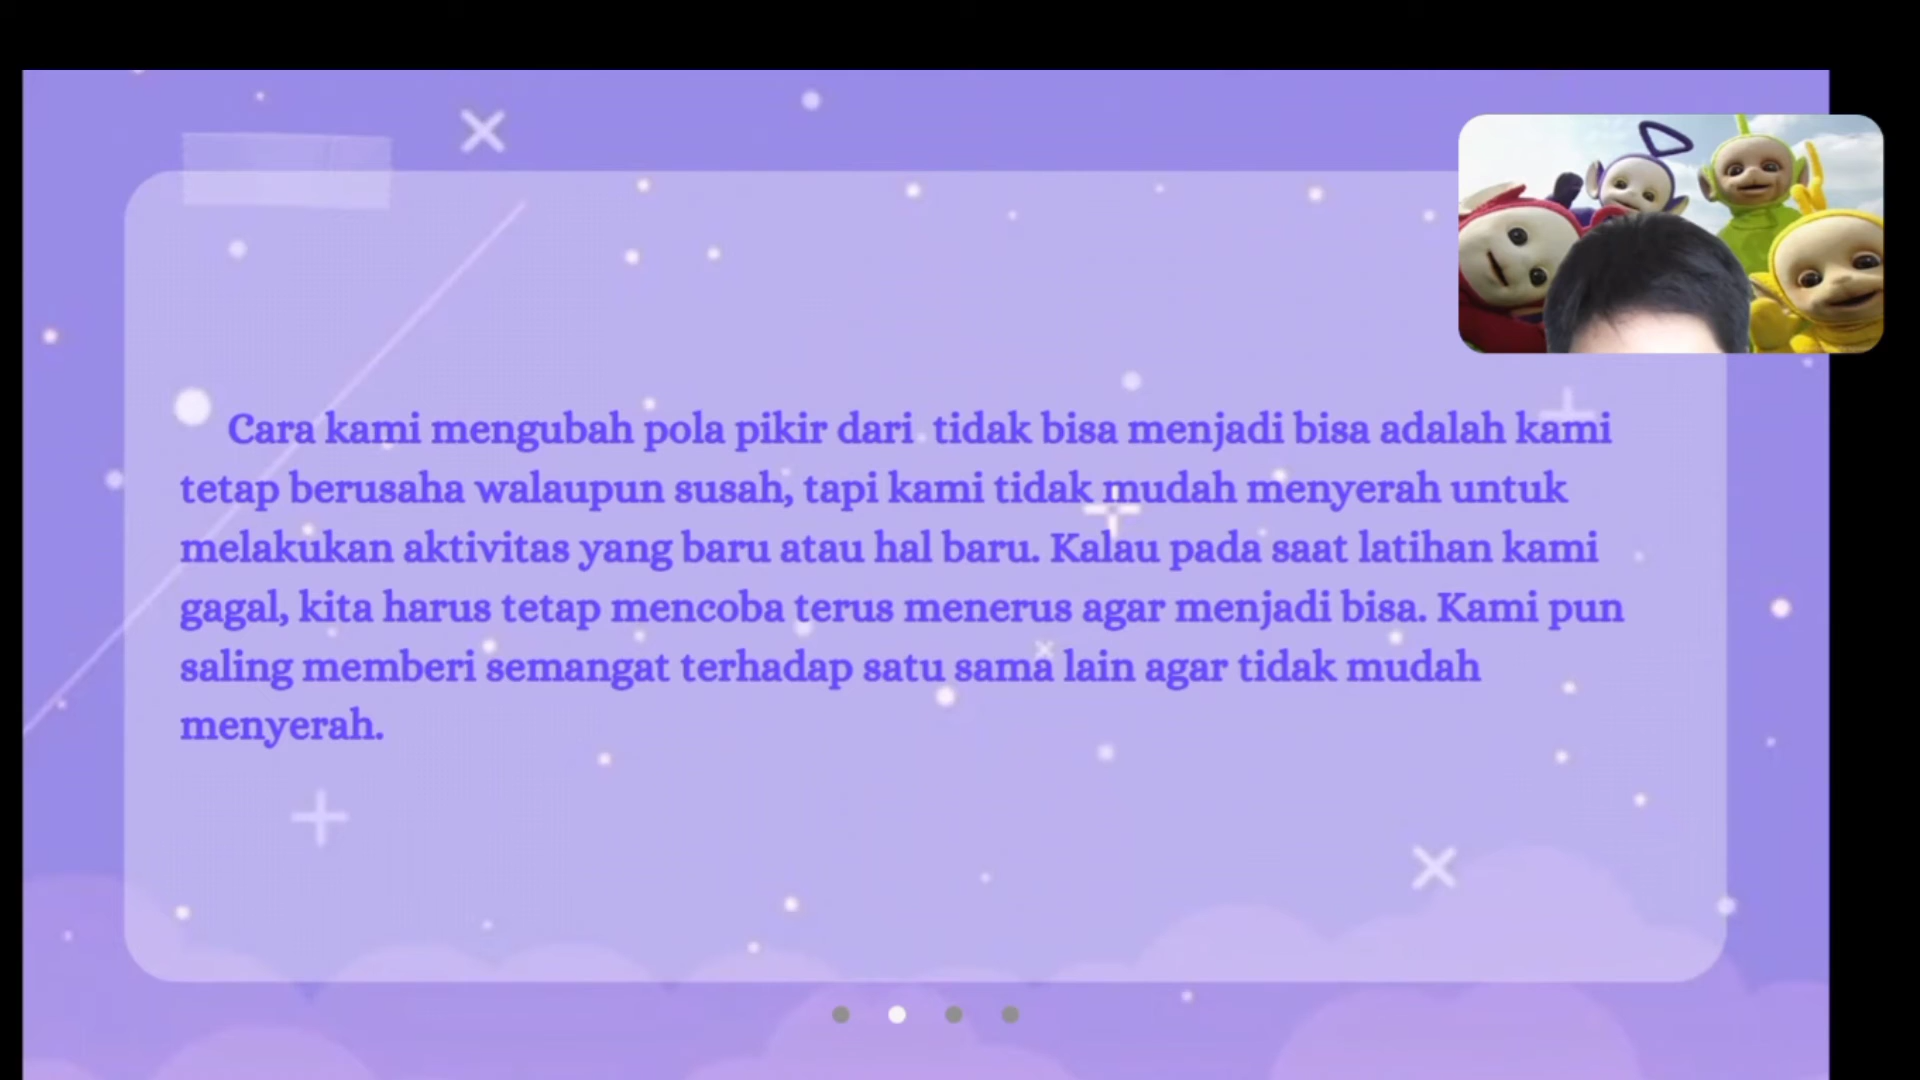 Cara kami mengubah pola pikir dari tidak bisa menjadi bisa adalah kami
tetap berusaha walaupun susah, tapi kami tidak mudah menyerah untuk
melakukan aktivitas yang baru atau hal baru. Kalau pada saat latihan kami
gagal, kita harus tetap mencoba terus menerus agar menjadi bisa. Kami pun
saling memberi semangat terhadap satu sama lain agar tidak mudah
menyerah.